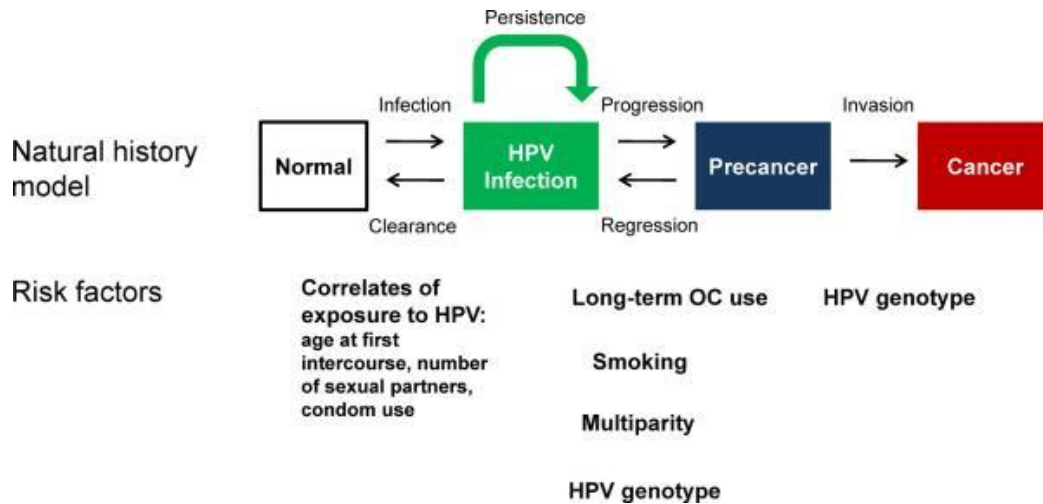 Persistence
Infection
Progression
Invasion
Natural history
model
Normal
HPV
Infection
Precancer
Cancer
Clearance
Regression
Risk factors
Correlates of
exposure to HPV:
age at first
intercourse, number
of sexual partners,
condom use
Long-term OC use
Smoking
Multiparity
HPV genotype
HPV genotype